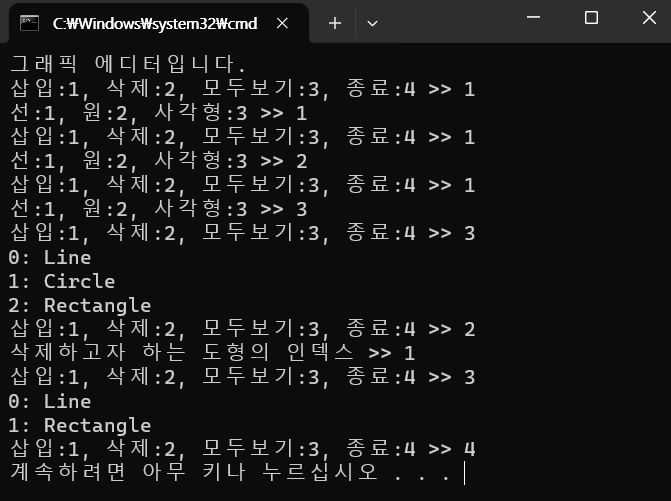 C:₩Windows₩system32₩cmd
그래픽 에디터입니다.
삽입:1, 삭제:2, 모두보기:3, 종료:4 >> 1
선:1, 원:2, 사각형:3 >> 1
삽입:1, 삭제:2, 모두보기:3, 종료:4 >> 1
선:1, 원:2, 사각형:3 >> 2
삽입:1, 삭제:2, 모두보기:3, 종료:4 >> 1
선:1, 원:2, 사각형:3 >> 3
삽입:1, 삭제:2, 모두보기:3, 종료:4 >> 3
0: Line
1: Circle
2: Rectangle
삽입:1, 삭제:2, 모두보기:3, 종료:4 >> 2
삭제하고자 하는 도형의 인덱스 >> 1
삽입:1, 삭제:2, 모두보기:3, 종료:4 >> 3
0: Line
1: Rectangle
삽입:1, 삭제:2, 모두보기:3, 종료:4 >> 4
계속하려면 아무 키나 누르십시오 . . .